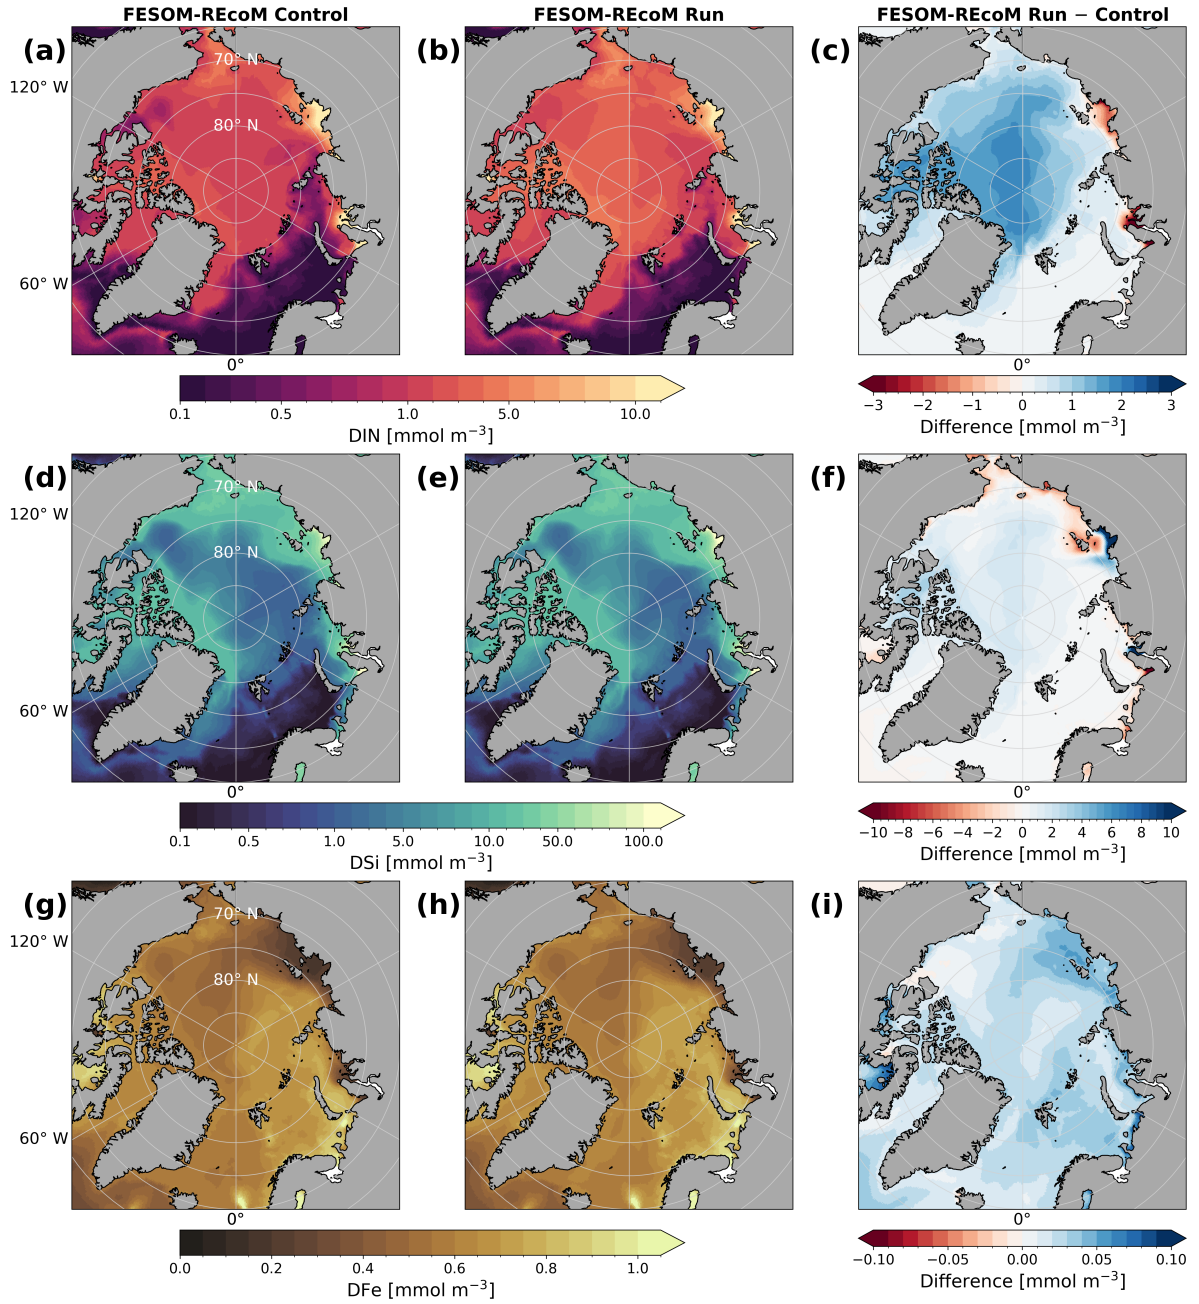 FESOM-REcoM Control
FESOM-REcoM Run
FESOM-REcoM Run − Control
(a)
(b)
(c)
70° N
80° N
120° W
60° W
0°
0°
0.1 0.5 1.0 5.0 10.0
DIN [mmol m⁻³]
−3 −2 −1 0 1 2 3
Difference [mmol m⁻³]
(d)
(e)
(f)
70° N
80° N
120° W
60° W
0°
0°
0.1 0.5 1.0 5.0 10.0 50.0 100.0
DSi [mmol m⁻³]
−10 −8 −6 −4 −2 0 2 4 6 8 10
Difference [mmol m⁻³]
(g)
(h)
(i)
70° N
80° N
120° W
60° W
0°
0°
0.0 0.2 0.4 0.6 0.8 1.0
DFe [mmol m⁻³]
−0.10 −0.05 0.00 0.05 0.10
Difference [mmol m⁻³]